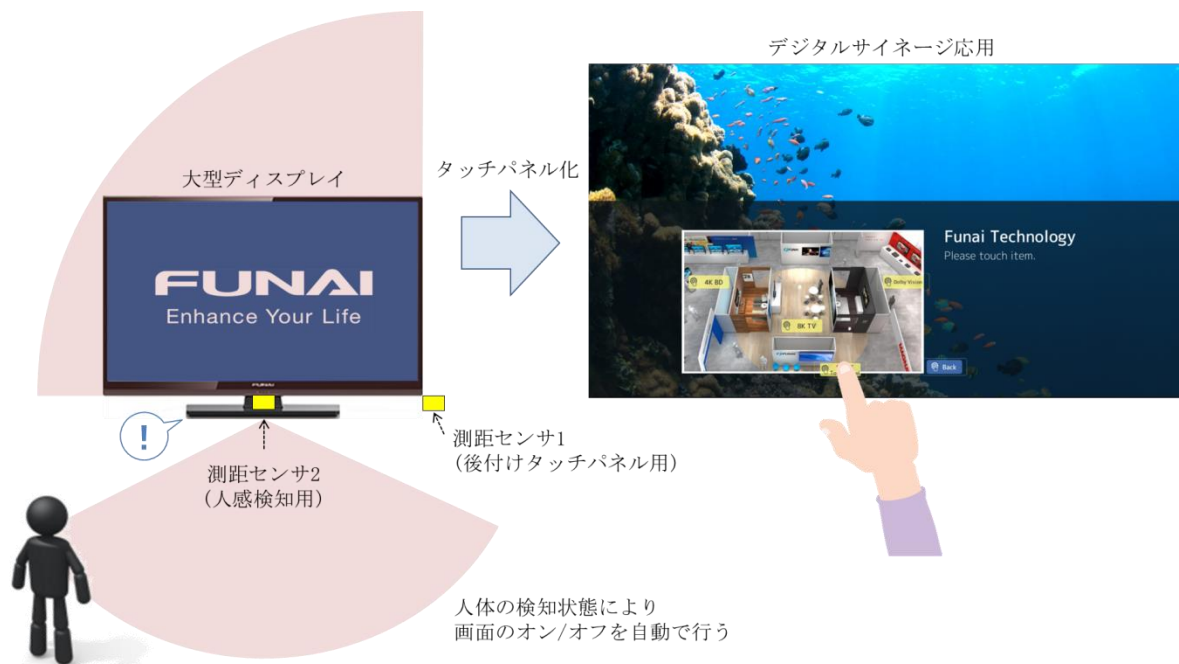 デジタルサイネージ応用
大型ディスプレイ
タッチパネル化
FUNAI
Enhance Your Life
FUNAI
Funai Technology
Please touch item.
4K BD
Dolby Vision
8K TV
Back
!
測距センサ1
(後付けタッチパネル用)
測距センサ2
(人感検知用)
人体の検知状態により
画面のオン/オフを自動で行う